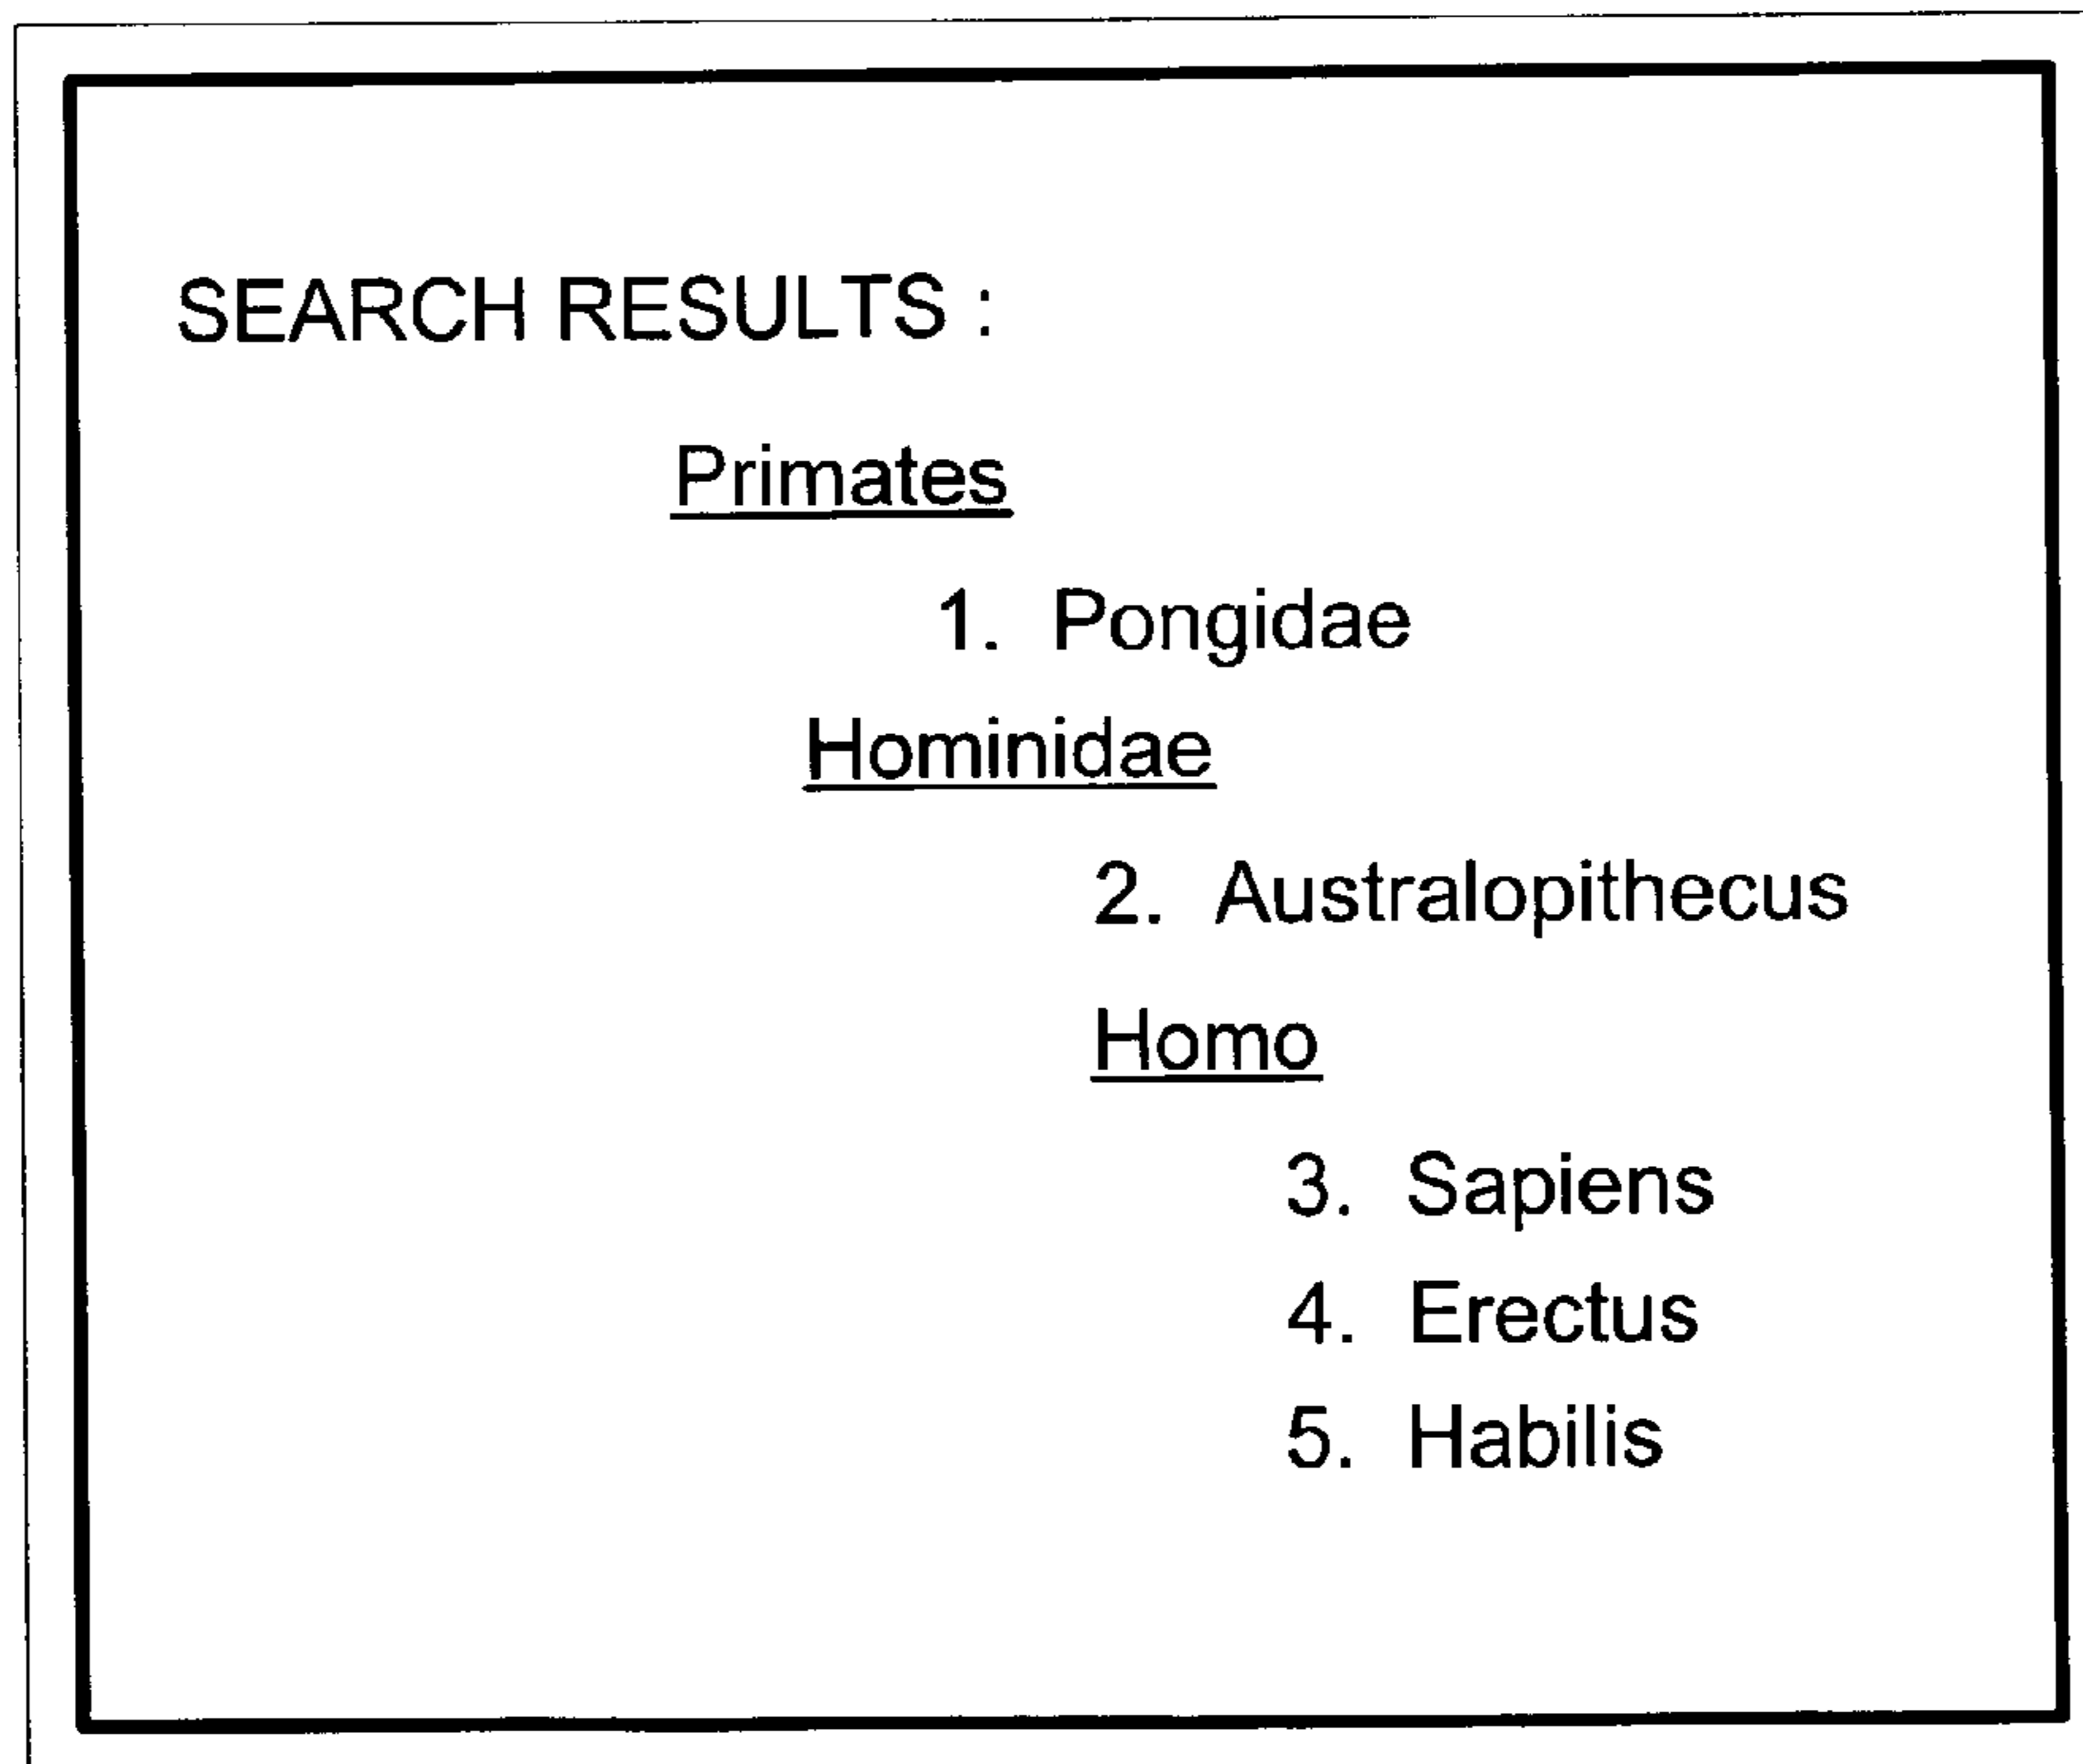 SEARCH RESULTS :
Primates
1. Pongidae
Hominidae
2. Australopithecus
Homo
3. Sapiens
4. Erectus
5. Habilis